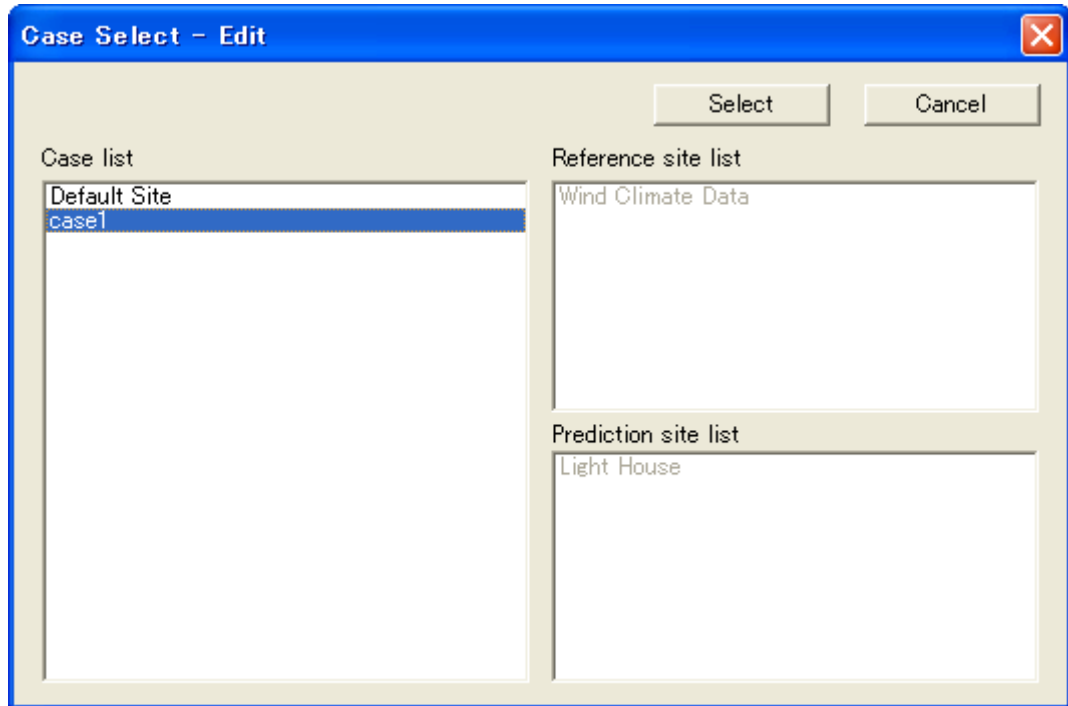 Case Select - Edit
Select
Cancel
Case list
Default Site
case1
Reference site list
Wind Climate Data
Prediction site list
Light House